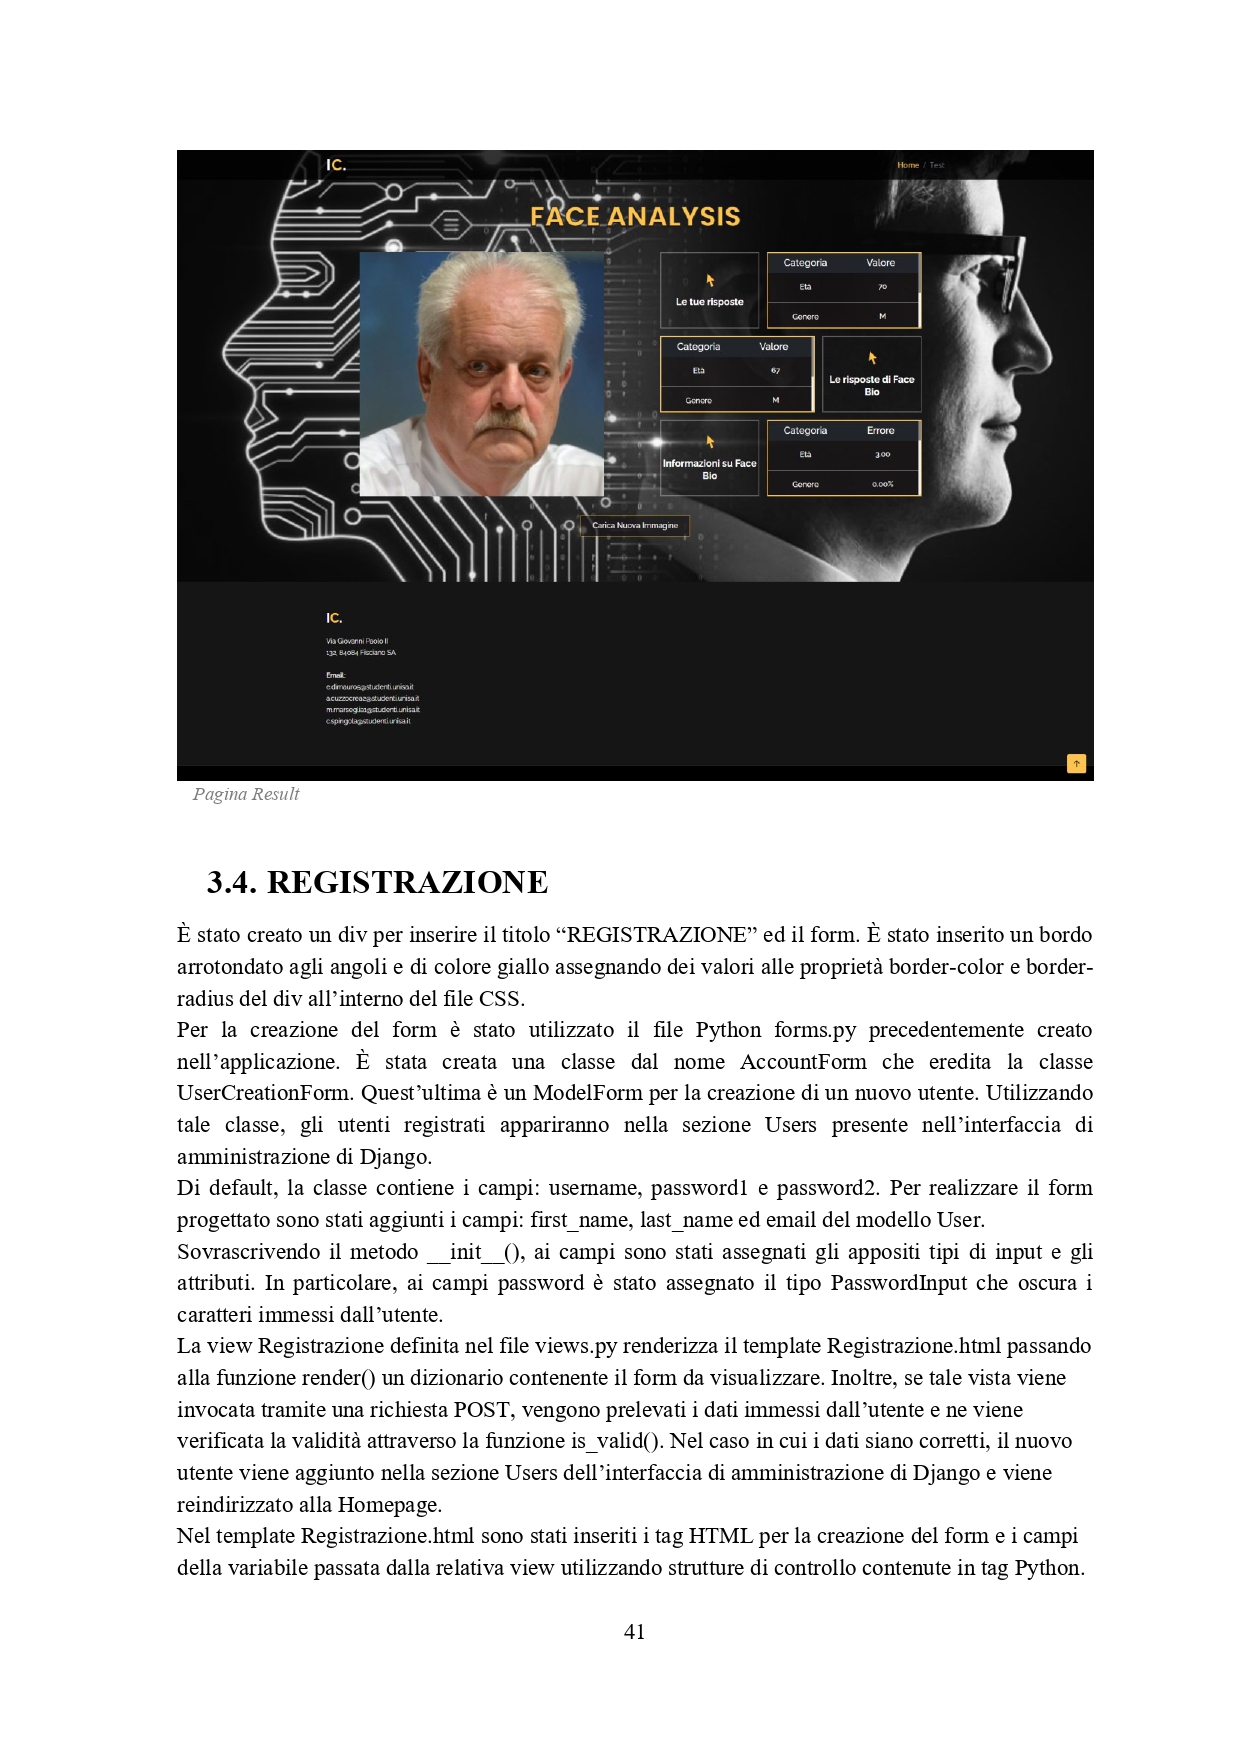 IC.
Home / Test
FACE ANALYSIS
Le tue risposte
Categoria Valore
Età 70
Genere M
Categoria Valore
Età 67
Genere M
Le risposte di Face
Bio
Informazioni su Face
Bio
Categoria Errore
Età 3.00
Genere 0.00%
Carica Nuova Immagine
IC.
Via Giovanni Paolo II
132, 84084 Fisciano SA
Email:
e.dimauro5@studenti.unisa.it
a.cuzzocrea2@studenti.unisa.it
m.marseglia1@studenti.unisa.it
c.spingola@studenti.unisa.it
Pagina Result
3.4. REGISTRAZIONE
È stato creato un div per inserire il titolo “REGISTRAZIONE” ed il form. È stato inserito un bordo
arrotondato agli angoli e di colore giallo assegnando dei valori alle proprietà border-color e border-
radius del div all’interno del file CSS.
Per la creazione del form è stato utilizzato il file Python forms.py precedentemente creato
nell’applicazione. È stata creata una classe dal nome AccountForm che eredita la classe
UserCreationForm. Quest’ultima è un ModelForm per la creazione di un nuovo utente. Utilizzando
tale classe, gli utenti registrati appariranno nella sezione Users presente nell’interfaccia di
amministrazione di Django.
Di default, la classe contiene i campi: username, password1 e password2. Per realizzare il form
progettato sono stati aggiunti i campi: first_name, last_name ed email del modello User.
Sovrascrivendo il metodo __init__(), ai campi sono stati assegnati gli appositi tipi di input e gli
attributi. In particolare, ai campi password è stato assegnato il tipo PasswordInput che oscura i
caratteri immessi dall’utente.
La view Registrazione definita nel file views.py renderizza il template Registrazione.html passando
alla funzione render() un dizionario contenente il form da visualizzare. Inoltre, se tale vista viene
invocata tramite una richiesta POST, vengono prelevati i dati immessi dall’utente e ne viene
verificata la validità attraverso la funzione is_valid(). Nel caso in cui i dati siano corretti, il nuovo
utente viene aggiunto nella sezione Users dell’interfaccia di amministrazione di Django e viene
reindirizzato alla Homepage.
Nel template Registrazione.html sono stati inseriti i tag HTML per la creazione del form e i campi
della variabile passata dalla relativa view utilizzando strutture di controllo contenute in tag Python.
41